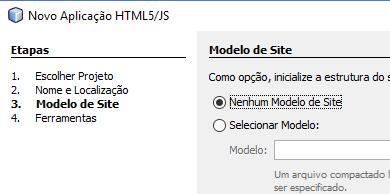 Novo Aplicação HTML5/JS
Etapas
1. Escolher Projeto
2. Nome e Localização
3. Modelo de Site
4. Ferramentas
Modelo de Site
Como opção, inicialize a estrutura do s
Nenhum Modelo de Site
Selecionar Modelo:
Modelo:
Um arquivo compactado
ser especificado.